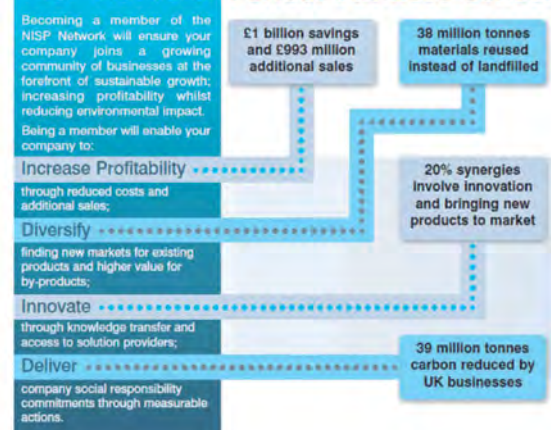 Becoming a member of the
NISP Network will ensure your
company joins a growing
community of businesses at the
forefront of sustainable growth;
increasing profitability whilst
reducing environmental impact.
Being a member will enable your
company to:
Increase Profitability
through reduced costs and
additional sales;
Diversify
finding new markets for existing
products and higher value for
by-products;
Innovate
through knowledge transfer and
access to solution providers;
Deliver
company social responsibility
commitments through measurable
actions.
£1 billion savings
and £993 million
additional sales
38 million tonnes
materials reused
instead of landfilled
20% synergies
involve innovation
and bringing new
products to market
39 million tonnes
carbon reduced by
UK businesses